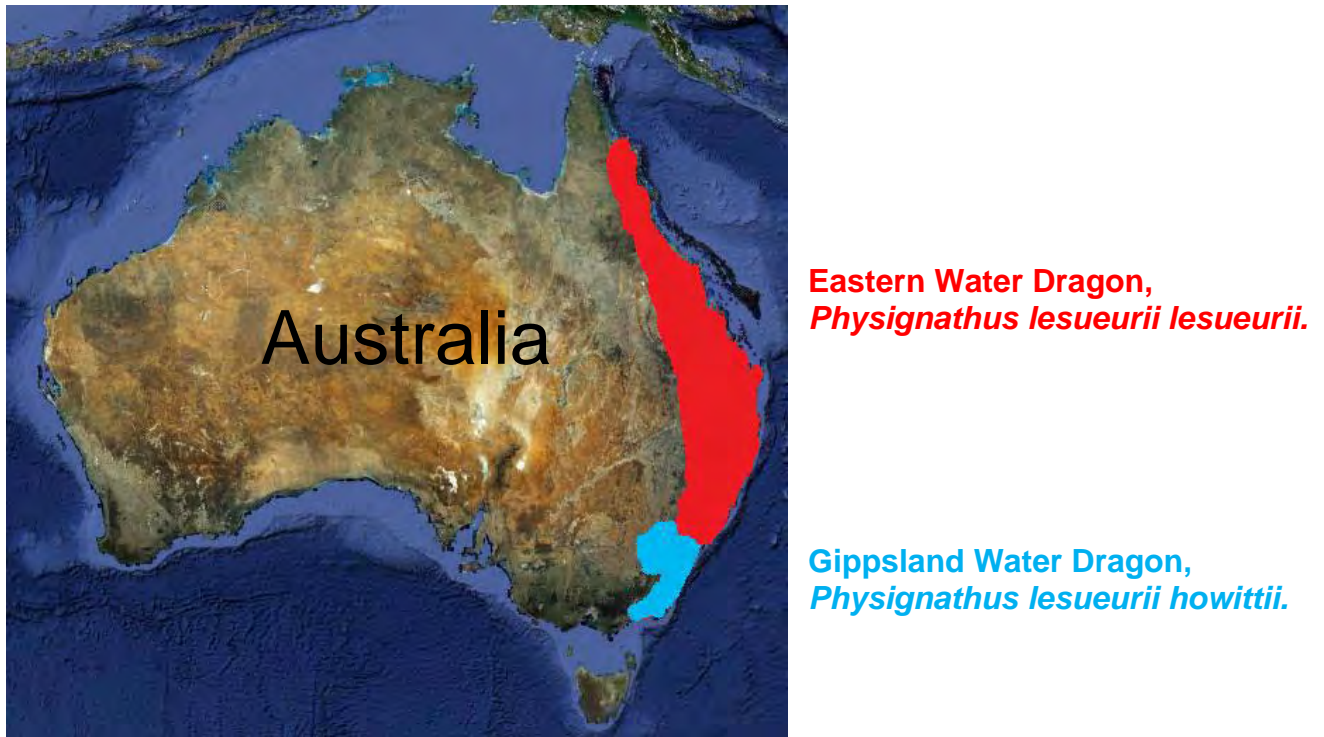 Australia
Eastern Water Dragon,
Physignathus lesueurii lesueurii.
Gippsland Water Dragon,
Physignathus lesueurii howittii.